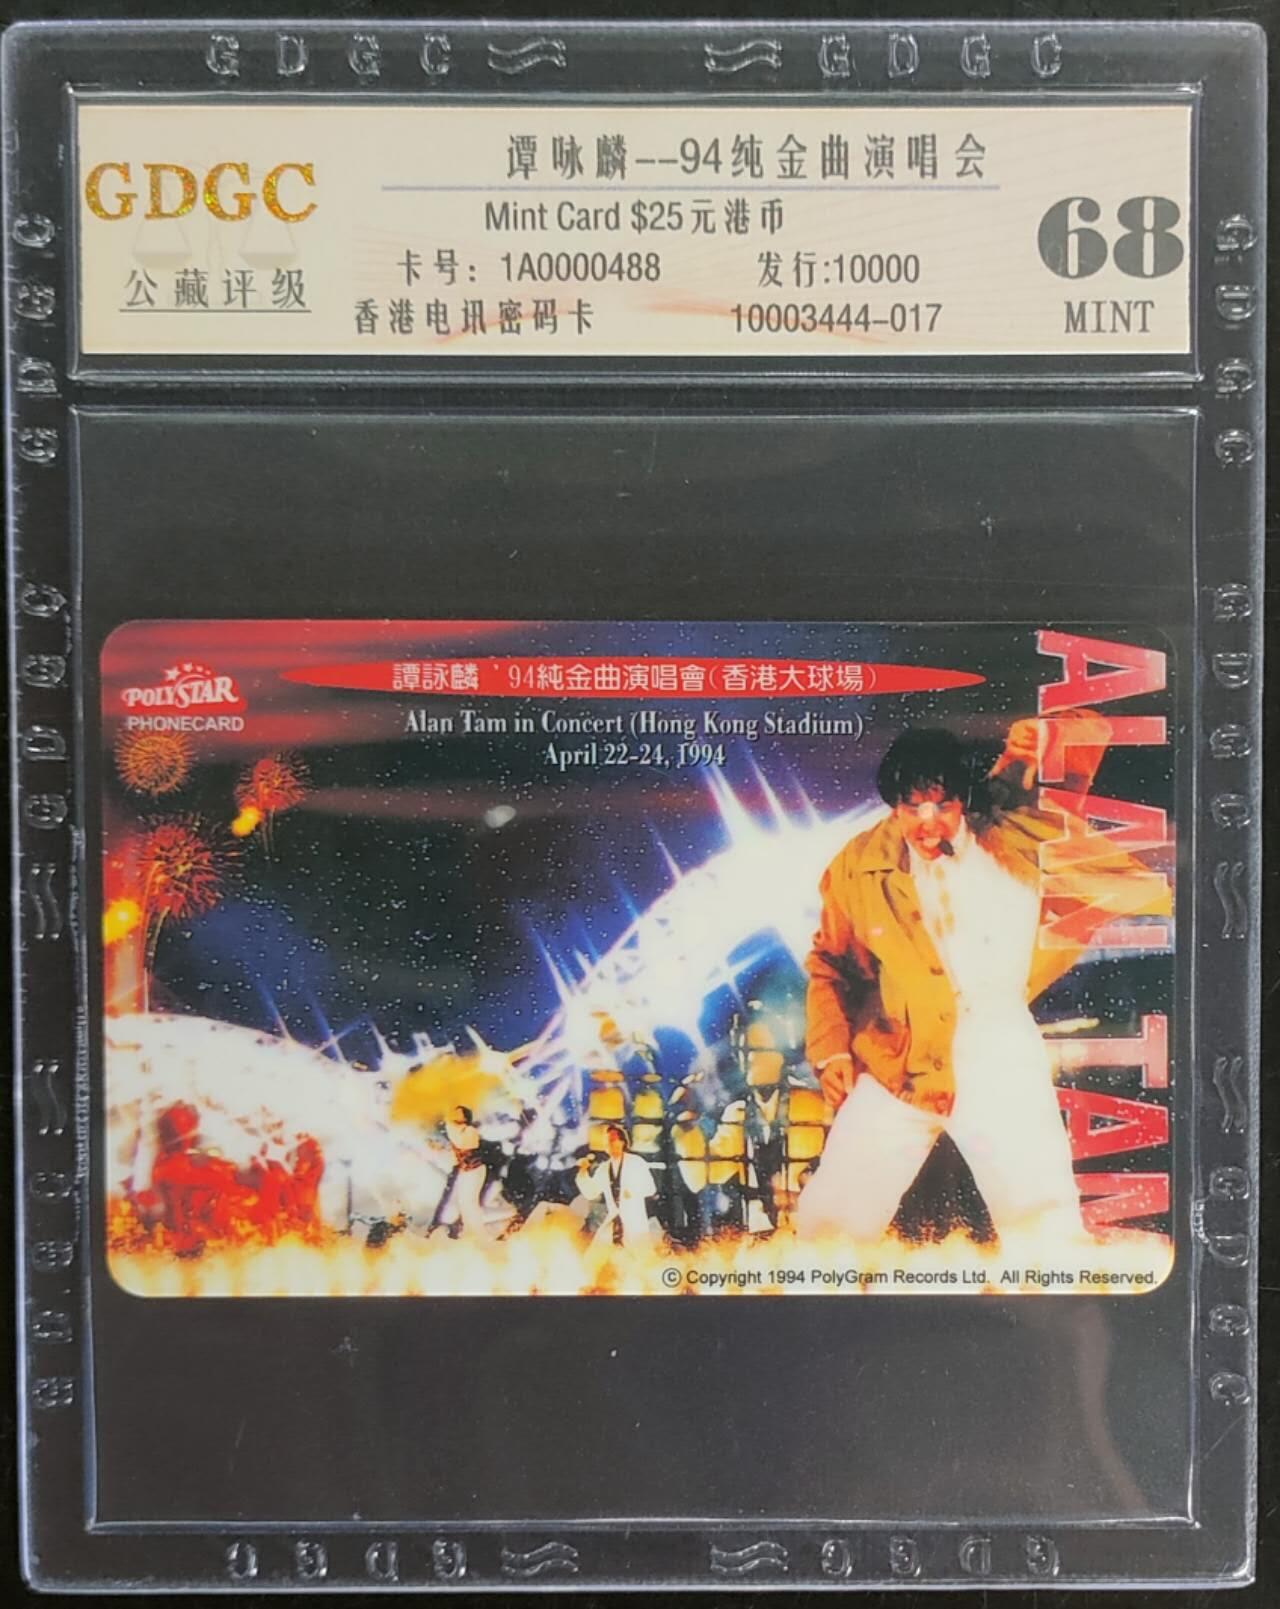 GDGC GDGC
GDGC
公藏评级
谭咏麟--94纯金曲演唱会
Mint Card $25元港币
卡号: 1A0000488 发行:10000
香港电讯密码卡 10003444-017
68
MINT
POLYSTAR
PHONECARD
譚詠麟 '94純金曲演唱會(香港大球場)
Alan Tam in Concert (Hong Kong Stadium)
April 22-24, 1994
ALAN TAM
© Copyright 1994 PolyGram Records Ltd. All Rights Reserved.